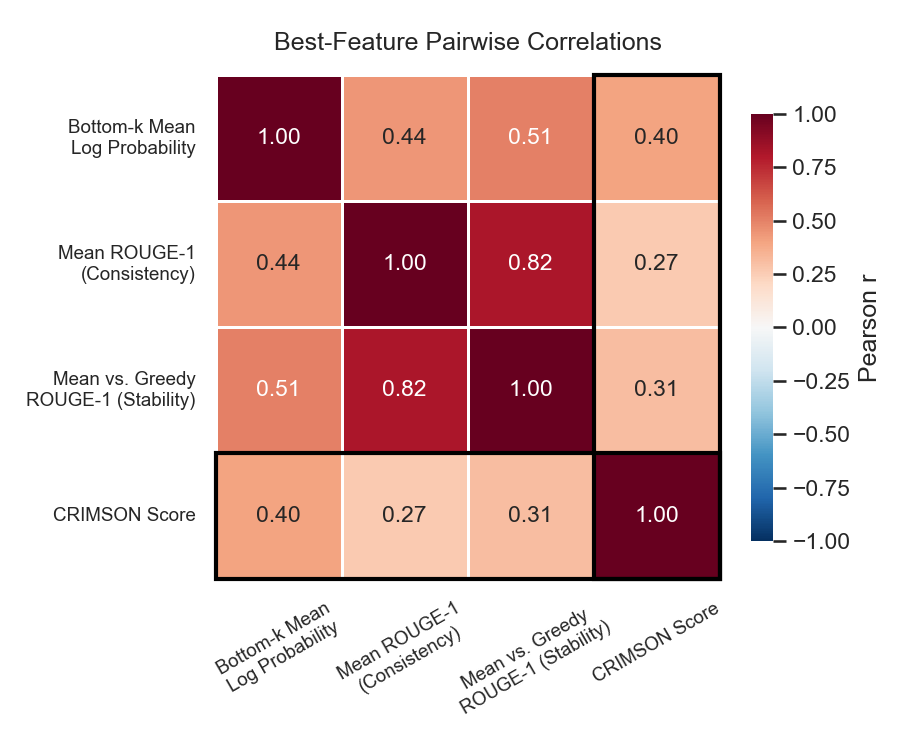 Best-Feature Pairwise Correlations
Bottom-k Mean
Log Probability
1.00 0.44 0.51 0.40
Mean ROUGE-1
(Consistency)
0.44 1.00 0.82 0.27
Mean vs. Greedy
ROUGE-1 (Stability)
0.51 0.82 1.00 0.31
CRIMSON Score
0.40 0.27 0.31 1.00
Bottom-k Mean
Log Probability
Mean ROUGE-1
(Consistency)
Mean vs. Greedy
ROUGE-1 (Stability)
CRIMSON Score
1.00
0.75
0.50
0.25
0.00
−0.25
−0.50
−0.75
−1.00
Pearson r